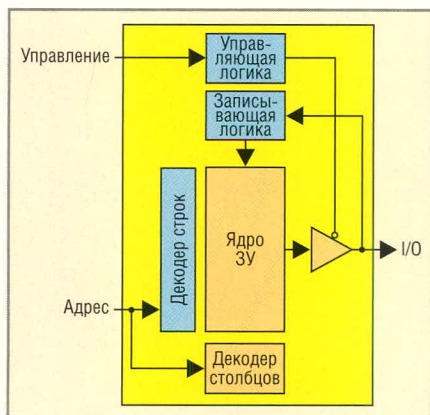 Управление
Управ-
ляющая
логика
Записы-
вающая
логика
Декодер строк
Ядро
ЗУ
I/O
Адрес
Декодер
столбцов